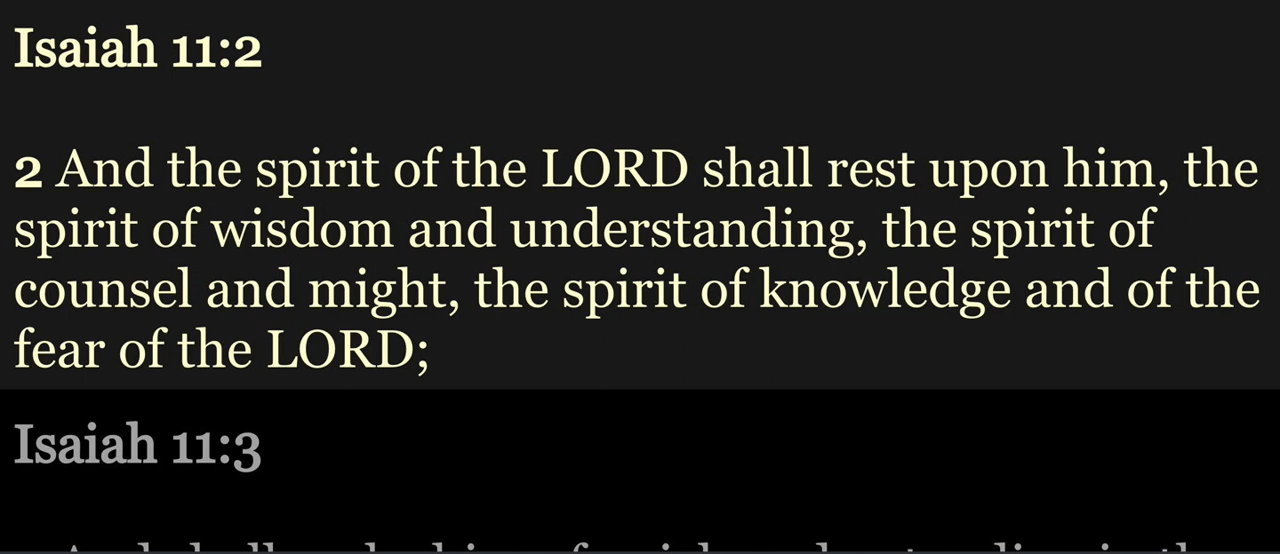 Isaiah 11:2
2 And the spirit of the LORD shall rest upon him, the
spirit of wisdom and understanding, the spirit of
counsel and might, the spirit of knowledge and of the
fear of the LORD;
Isaiah 11:3